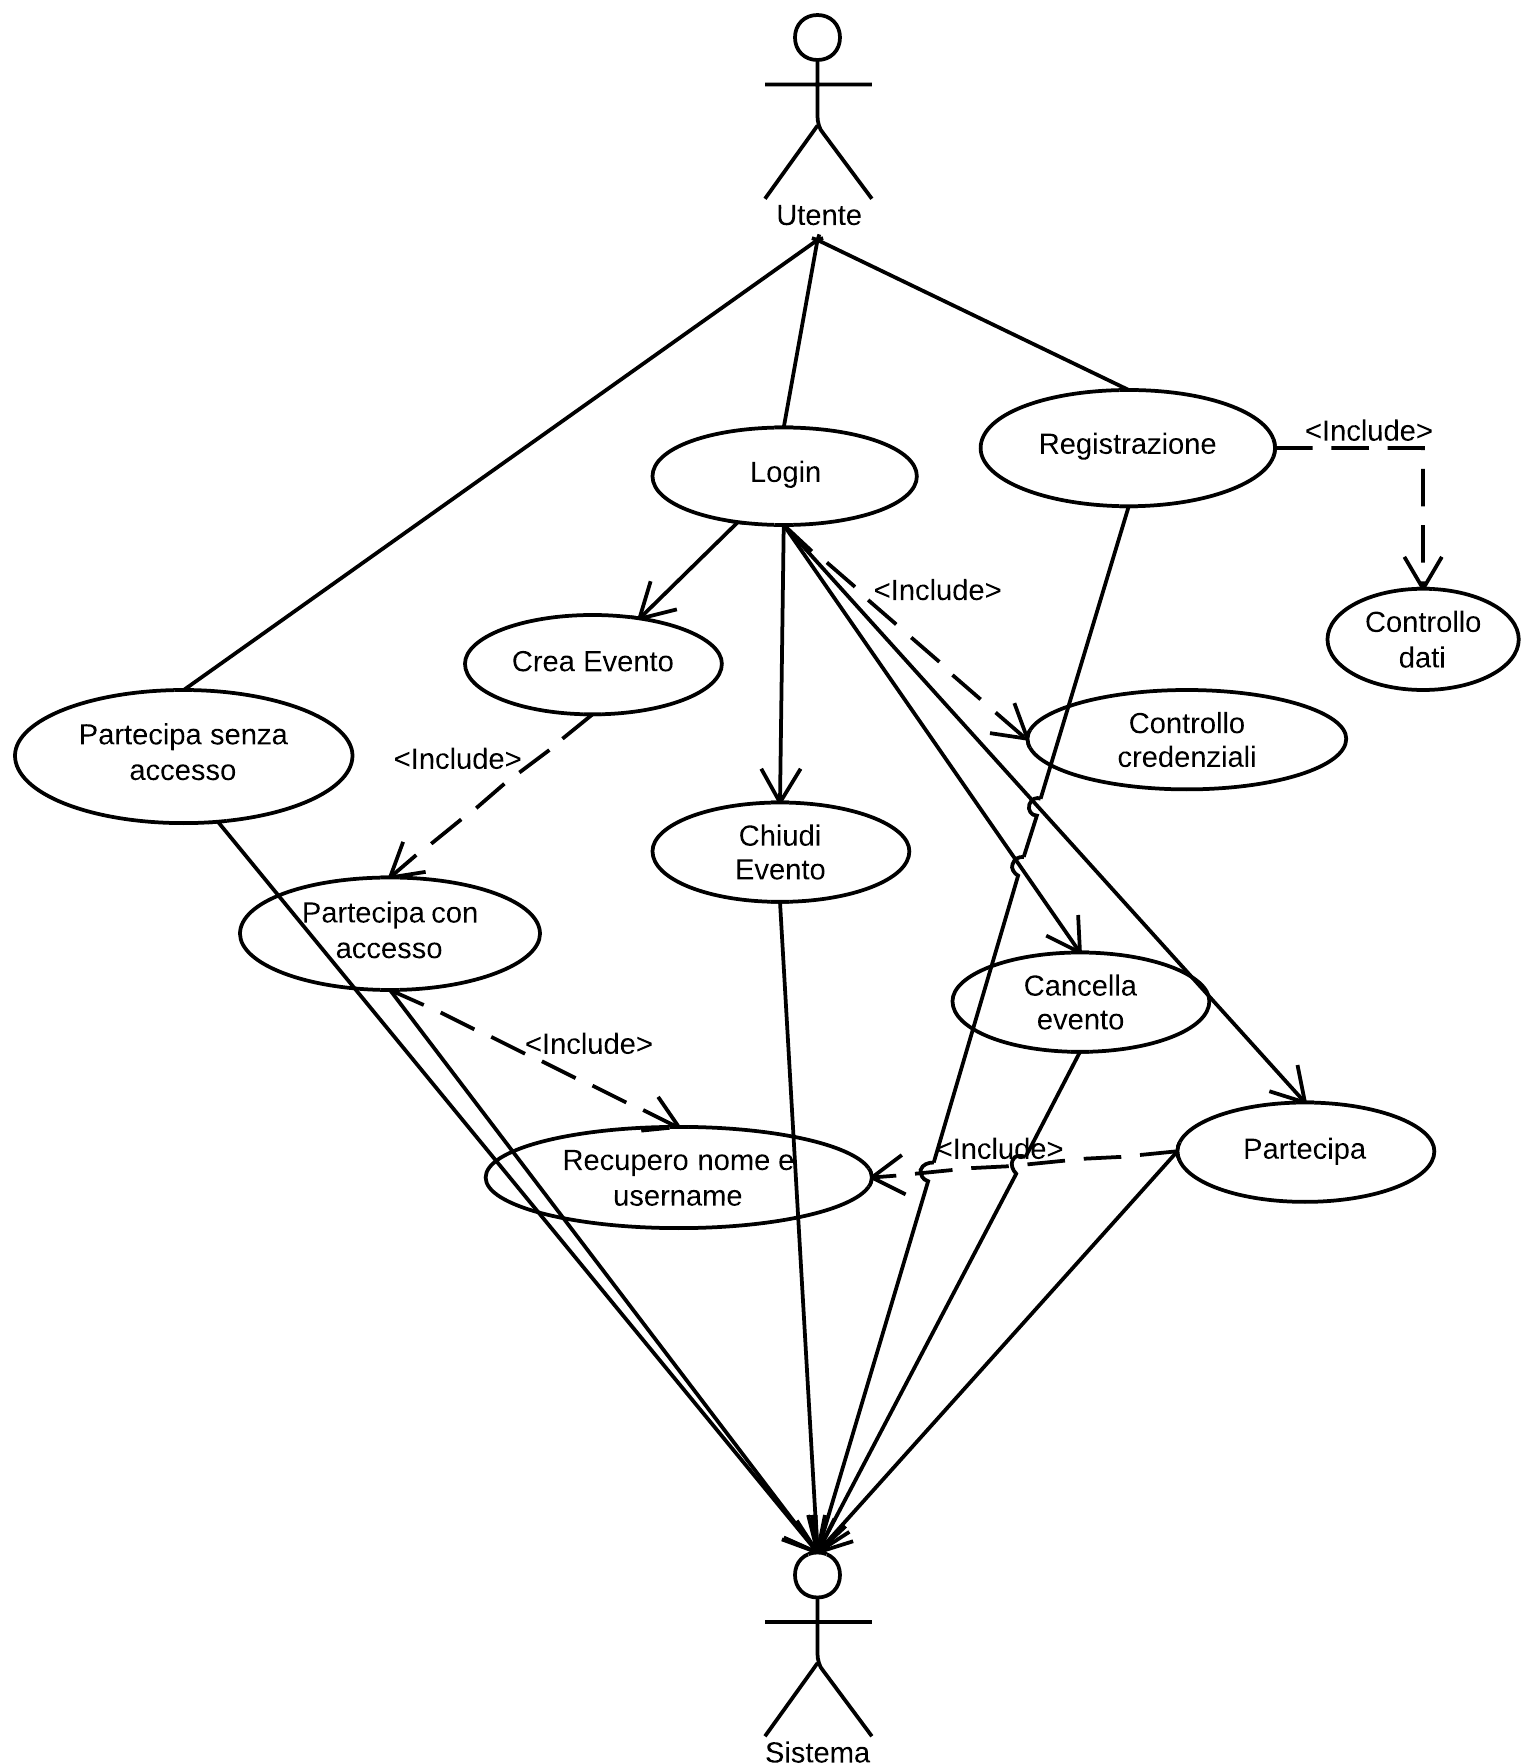 Utente
<Include>
Registrazione
Login
<Include>
Controllo
dati
Crea Evento
Partecipa senza
accesso
Controllo
credenziali
<Include>
Chiudi
Evento
Partecipa con
accesso
Cancella
evento
<Include>
<Include>
Partecipa
Recupero nome e
username
Sistema